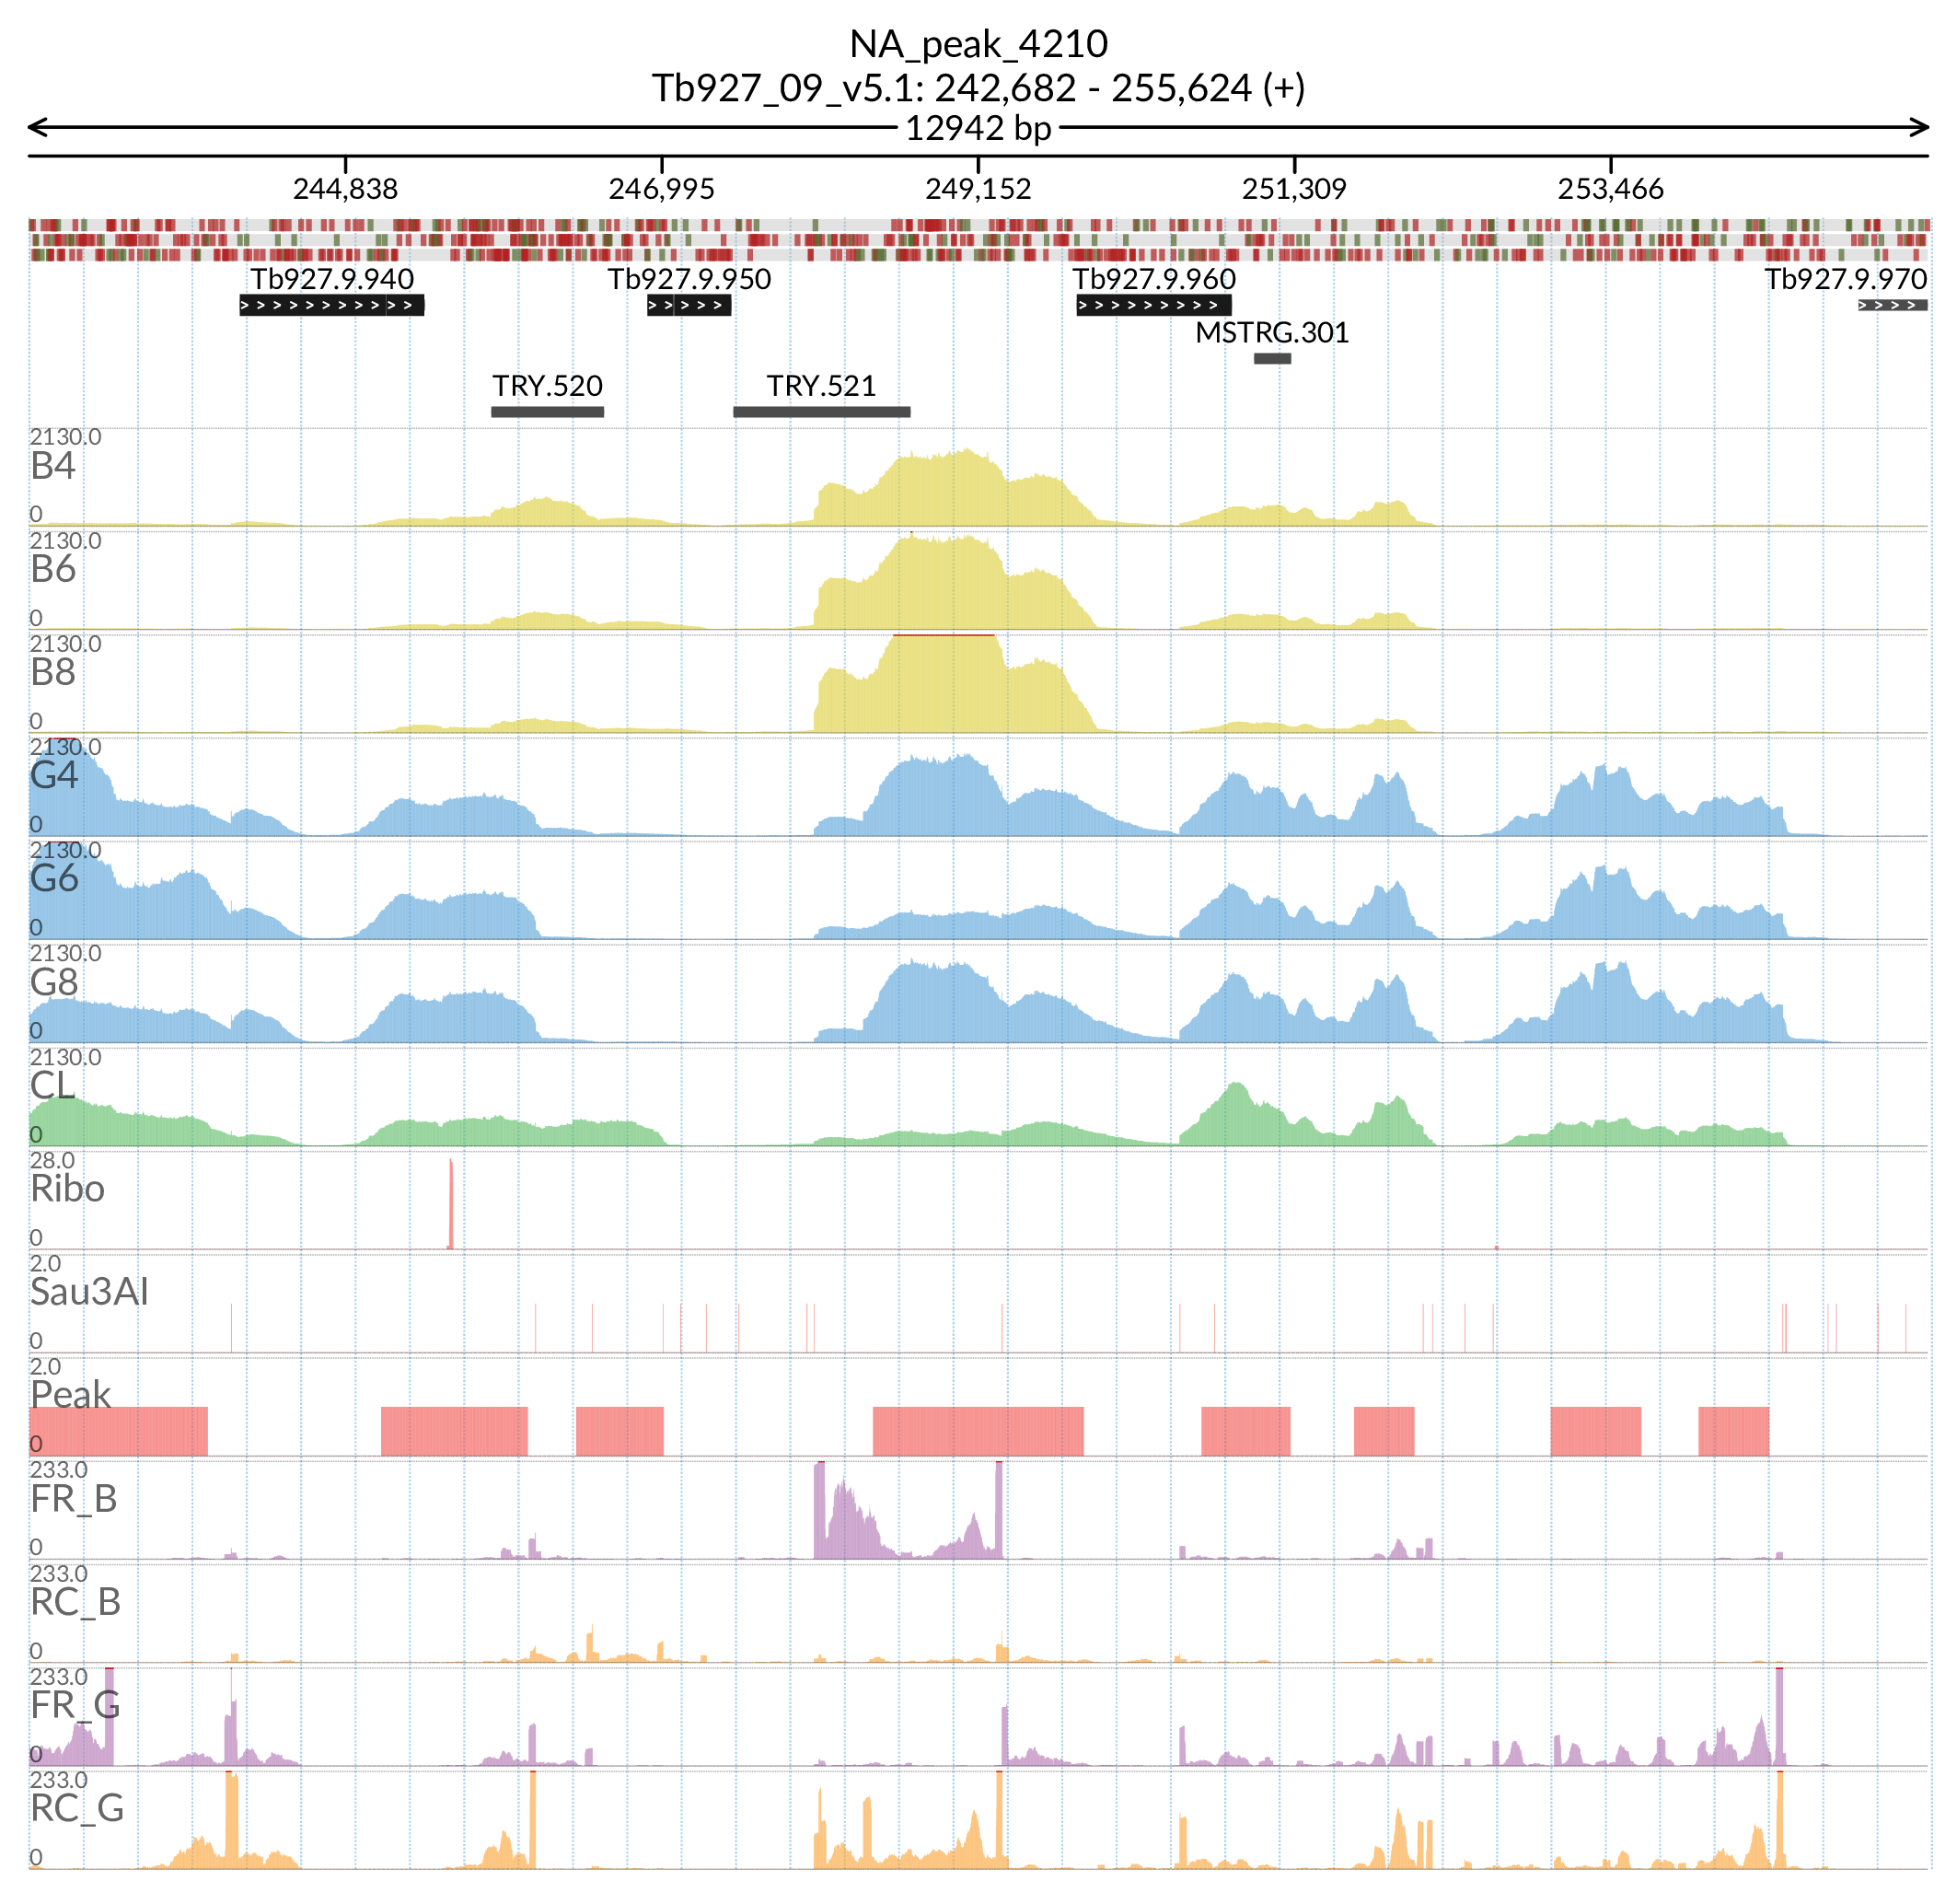 NA_peak_4210
Tb927_09_v5.1: 242,682 - 255,624 (+)
12942 bp
244,838 246,995 249,152 251,309 253,466
Tb927.9.940 Tb927.9.950 Tb927.9.960 Tb927.9.970
MSTRG.301
TRY.520 TRY.521
2130.0
B4
0
2130.0
B6
0
2130.0
B8
0
2130.0
G4
0
2130.0
G6
0
2130.0
G8
0
2130.0
CL
0
28.0
Ribo
0
2.0
Sau3AI
0
2.0
Peak
0
233.0
FR_B
0
233.0
RC_B
0
233.0
FR_G
0
233.0
RC_G
0